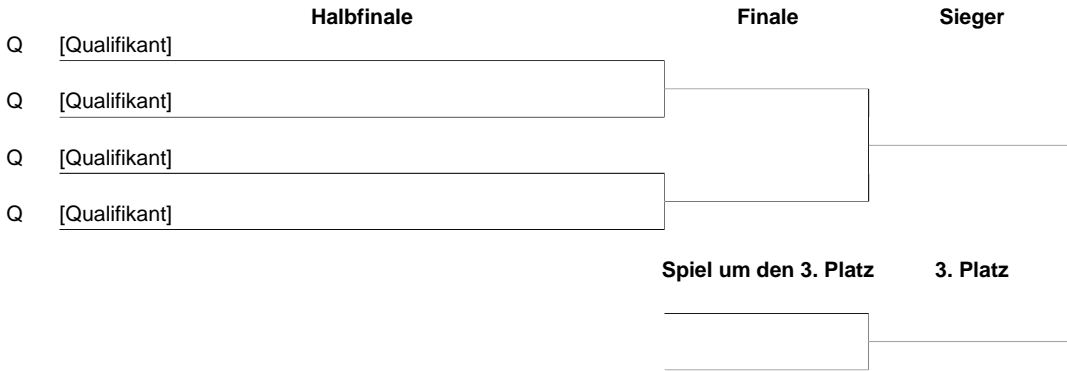 Halbfinale Finale Sieger
Q [Qualifikant]
Q [Qualifikant]
Q [Qualifikant]
Q [Qualifikant]
Spiel um den 3. Platz 3. Platz